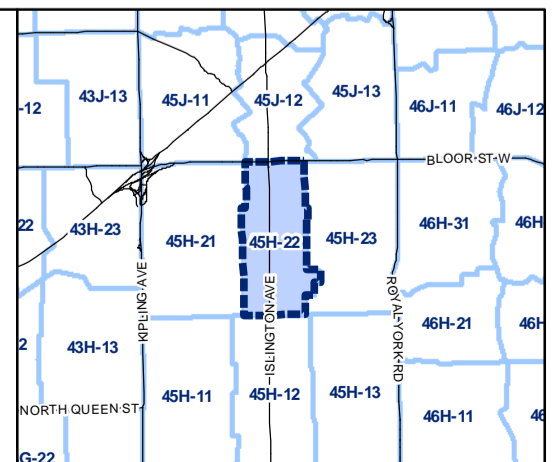 43J-13
45J-11
45J-12
45J-13
46J-11
46J-12
-12
BLOOR ST W
22
43H-23
45H-21
45H-22
45H-23
46H-31
46H
KIPLING AVE
ISLINGTON AVE
ROYAL YORK RD
46H-21
46H
2
43H-13
NORTH QUEEN ST
45H-11
45H-12
45H-13
46H-11
46
G-22